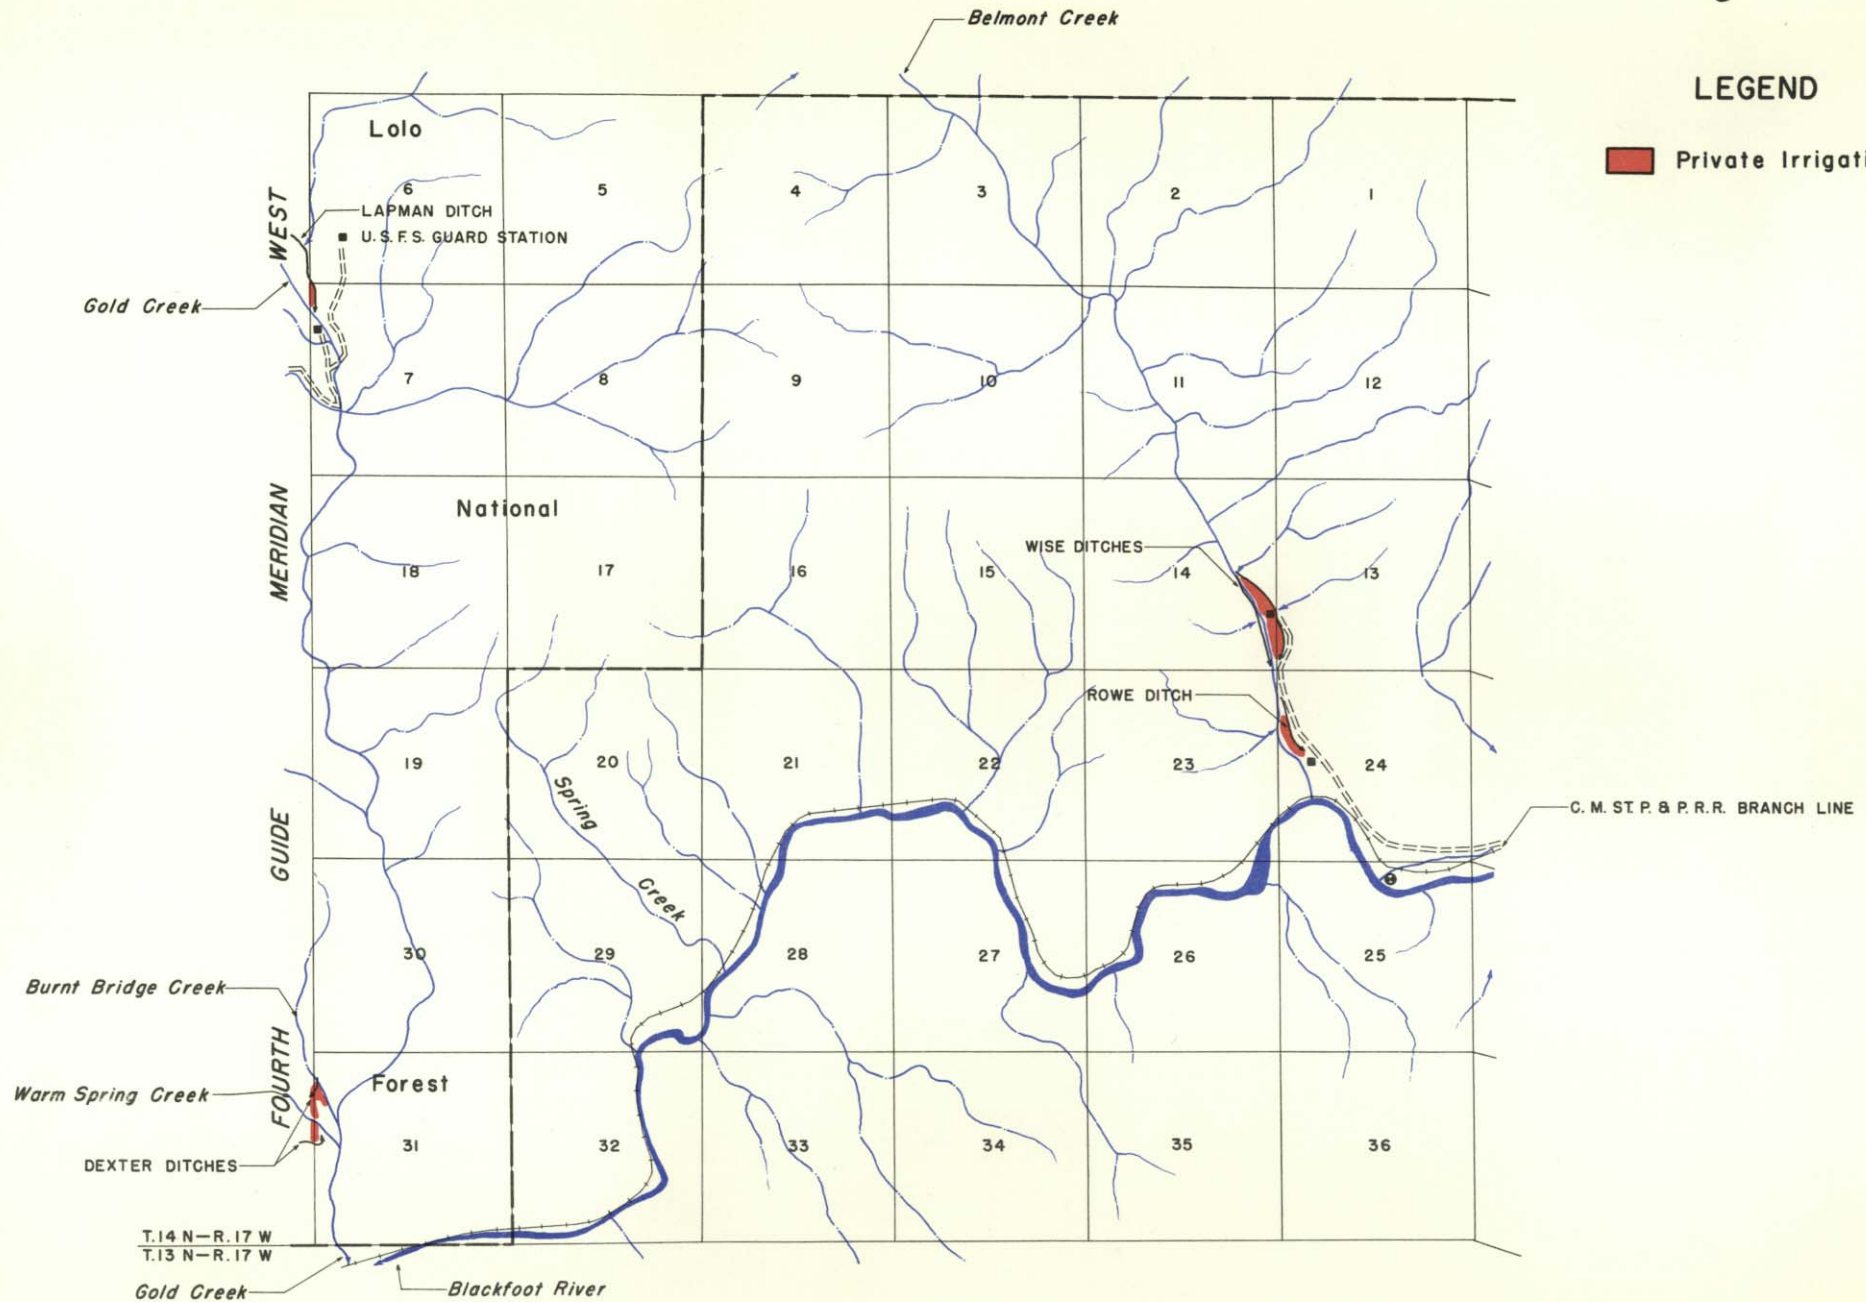 Belmont Creek
LEGEND
Private Irrigati
Lolo
6
5
4
3
2
1
WEST
LAPMAN DITCH
U.S.F.S. GUARD STATION
Gold Creek
7
8
9
10
11
12
MERIDIAN
National
WISE DITCHES
18
17
16
15
14
13
ROWE DITCH
19
20
21
22
23
24
Spring
Creek
GUIDE
C. M. ST. P. & P. R.R. BRANCH LINE
30
29
28
27
26
25
Burnt Bridge Creek
FOURTH
Forest
Warm Spring Creek
31
32
33
34
35
36
DEXTER DITCHES
T.14 N—R.17 W
T.13 N—R.17 W
Gold Creek
Blackfoot River